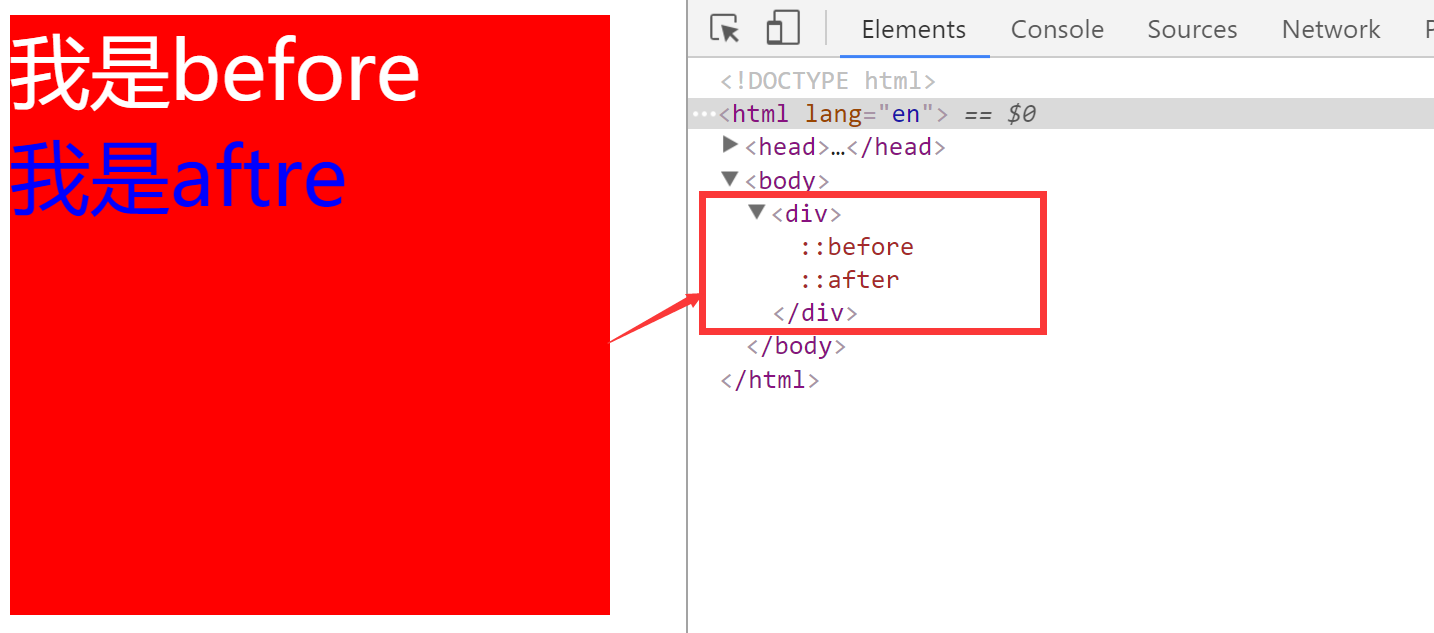 我是before
我是aftre
Elements Console Sources Network
<!DOCTYPE html>
···<html lang="en"> == $0
▶<head>…</head>
▼<body>
▼<div>
::before
::after
</div>
</body>
</html>